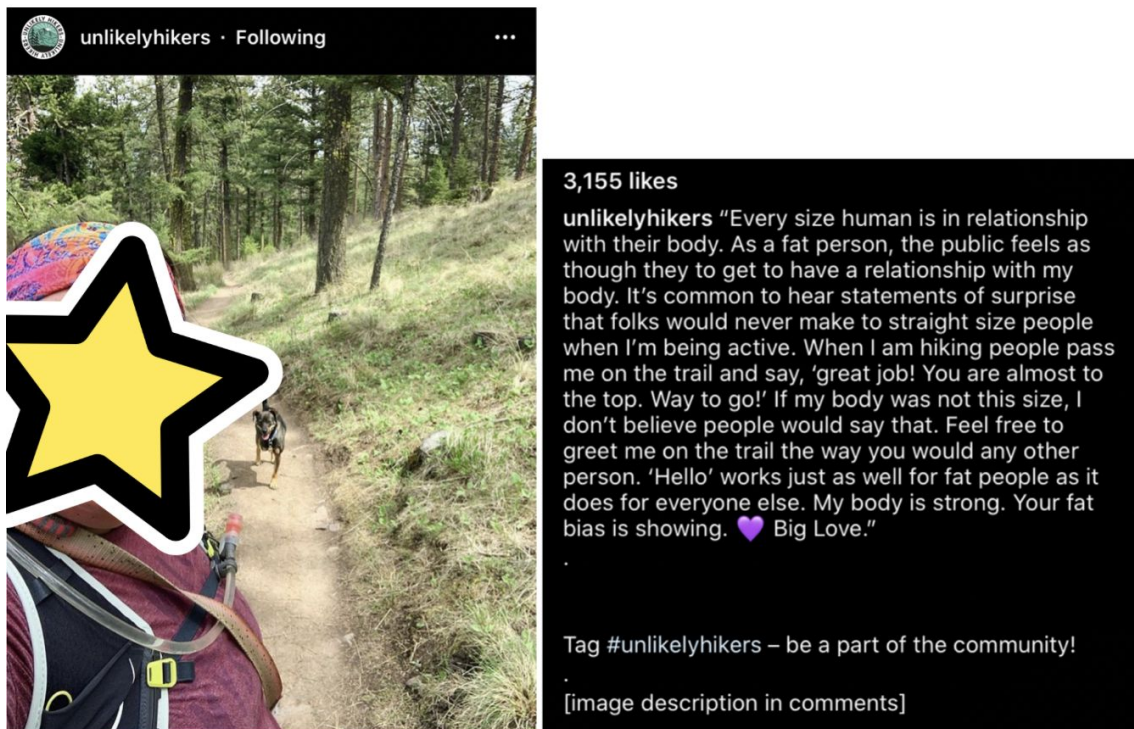 unlikelyhikers · Following
UNLIKELY HIKERS · UNLIKELY HIKERS
3,155 likes
unlikelyhikers “Every size human is in relationship
with their body. As a fat person, the public feels as
though they to get to have a relationship with my
body. It’s common to hear statements of surprise
that folks would never make to straight size people
when I’m being active. When I am hiking people pass
me on the trail and say, ‘great job! You are almost to
the top. Way to go!’ If my body was not this size, I
don’t believe people would say that. Feel free to
greet me on the trail the way you would any other
person. ‘Hello’ works just as well for fat people as it
does for everyone else. My body is strong. Your fat
bias is showing. 💜 Big Love.”
.
Tag #unlikelyhikers – be a part of the community!
.
[image description in comments]